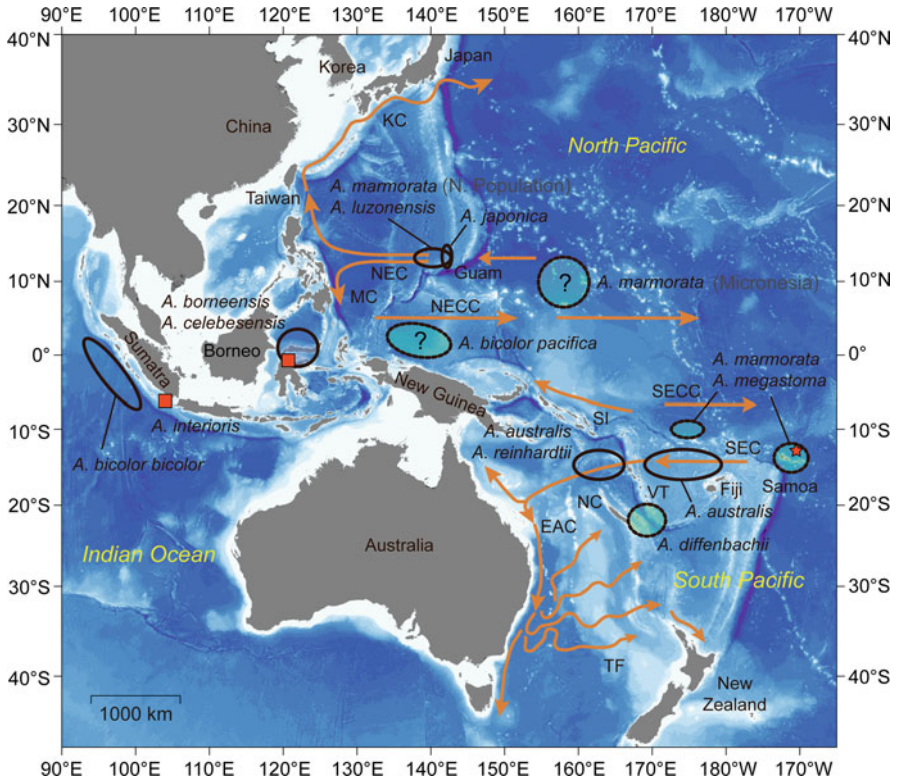 90°E 100°E 110°E 120°E 130°E 140°E 150°E 160°E 170°E 180° 170°W
40°N 40°N
Japan
Korea
KC
China
30°N 30°N
North Pacific
Taiwan
A. marmorata (N. Population)
A. luzonensis
A. japonica
20°N 20°N
NEC
Guam
?
A. marmorata (Micronesia)
10°N 10°N
MC
NECC
A. borneensis
A. celebesensis
?
A. bicolor pacifica
Borneo
Sumatra
0° 0°
New Guinea
A. marmorata
A. megastoma
SECC
SI
A. interioris
10°S 10°S
A. australis
A. reinhardtii
SEC
A. bicolor bicolor
Fiji
Samoa
VT
NC
A. australis
20°S 20°S
EAC
A. diffenbachii
Indian Ocean
Australia
South Pacific
30°S 30°S
TF
New
Zealand
40°S 40°S
1000 km
90°E 100°E 110°E 120°E 130°E 140°E 150°E 160°E 170°E 180° 170°W